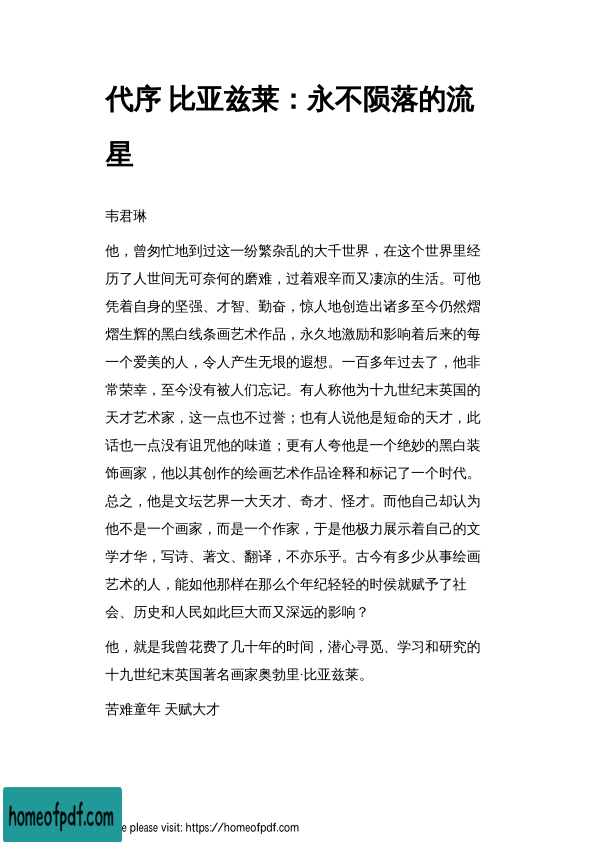 代序 比亚兹莱：永不陨落的流
星
韦君琳
他，曾匆忙地到过这一纷繁杂乱的大千世界，在这个世界里经
历了人世间无可奈何的磨难，过着艰辛而又凄凉的生活。可他
凭着自身的坚强、才智、勤奋，惊人地创造出诸多至今仍然熠
熠生辉的黑白线条画艺术作品，永久地激励和影响着后来的每
一个爱美的人，令人产生无垠的遐想。一百多年过去了，他非
常荣幸，至今没有被人们忘记。有人称他为十九世纪末英国的
天才艺术家，这一点也不过誉；也有人说他是短命的天才，此
话也一点没有诅咒他的味道；更有人夸他是一个绝妙的黑白装
饰画家，他以其创作的绘画艺术作品诠释和标记了一个时代。
总之，他是文坛艺界一大天才、奇才、怪才。而他自己却认为
他不是一个画家，而是一个作家，于是他极力展示着自己的文
学才华，写诗、著文、翻译，不亦乐乎。古今有多少从事绘画
艺术的人，能如他那样在那么个年纪轻轻的时侯就赋予了社
会、历史和人民如此巨大而又深远的影响？
他，就是我曾花费了几十年的时间，潜心寻觅、学习和研究的
十九世纪末英国著名画家奥勃里·比亚兹莱。
苦难童年 天赋大才
homeofpdf.com
please visit: https://homeofpdf.com